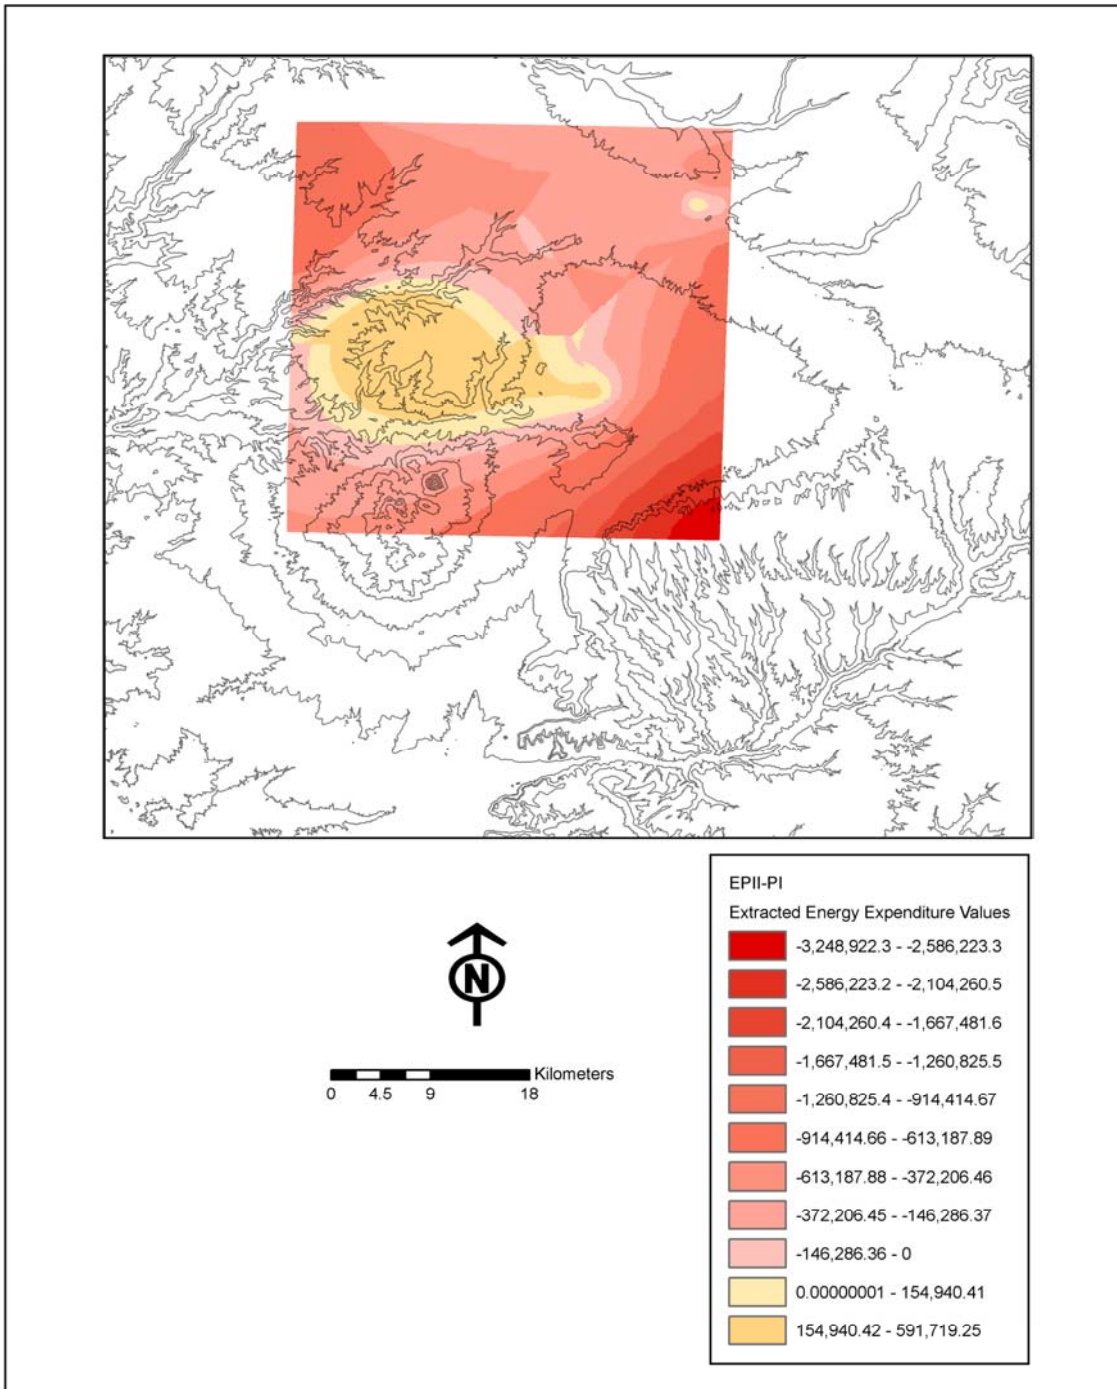 N
Kilometers
0 4.5 9 18
EPII-PI
Extracted Energy Expenditure Values
-3,248,922.3 - -2,586,223.3
-2,586,223.2 - -2,104,260.5
-2,104,260.4 - -1,667,481.6
-1,667,481.5 - -1,260,825.5
-1,260,825.4 - -914,414.67
-914,414.66 - -613,187.89
-613,187.88 - -372,206.46
-372,206.45 - -146,286.37
-146,286.36 - 0
0.00000001 - 154,940.41
154,940.42 - 591,719.25